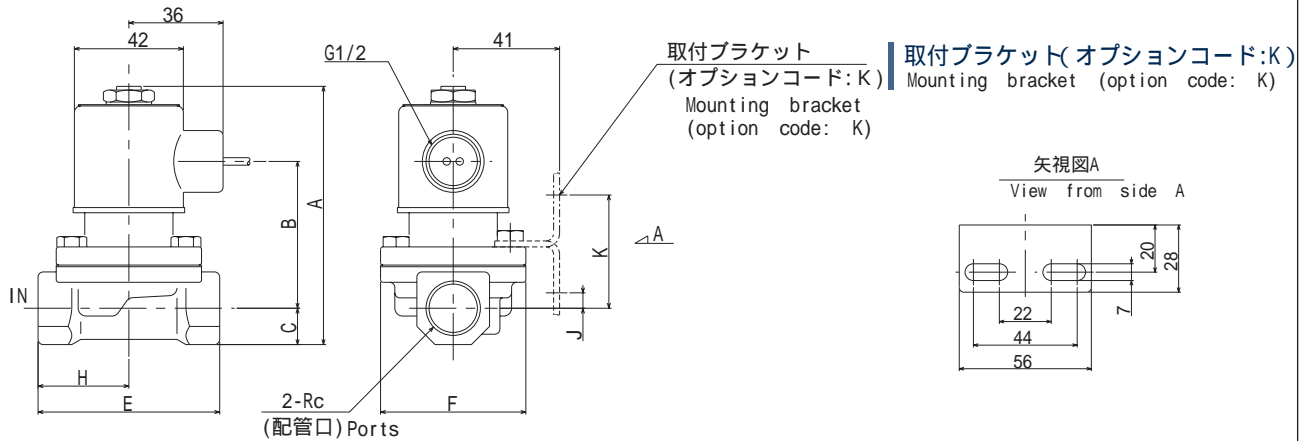 36
42
G1/2
41
取付ブラケット
(オプションコード:K)
Mounting bracket
(option code: K)
取付ブラケット(オプションコード:K)
Mounting bracket (option code: K)
矢視図A
View from side A
A
B
C
IN
H
E
K
A
J
F
2-Rc
(配管口)Ports
20
28
7
22
44
56